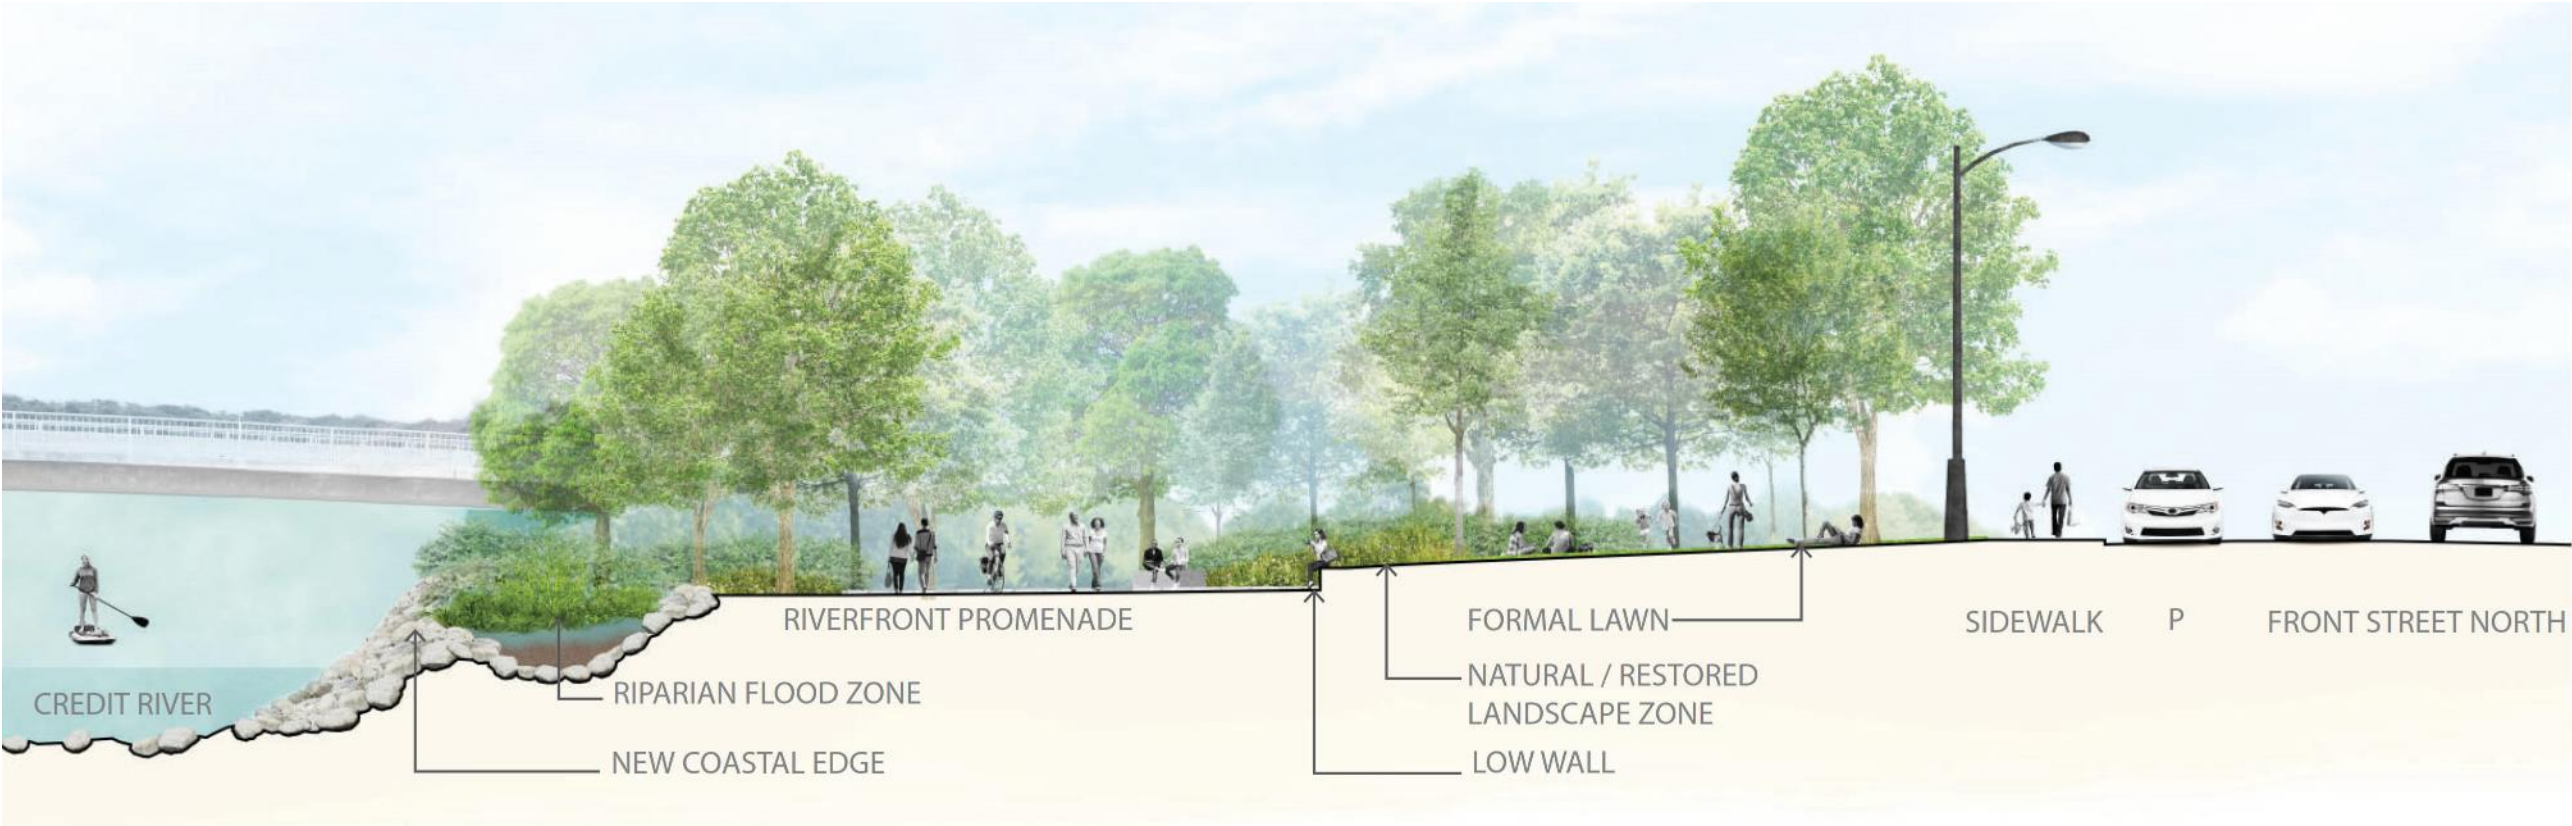 RIVERFRONT PROMENADE
FORMAL LAWN
SIDEWALK
P
FRONT STREET NORTH
CREDIT RIVER
RIPARIAN FLOOD ZONE
NATURAL / RESTORED
LANDSCAPE ZONE
NEW COASTAL EDGE
LOW WALL